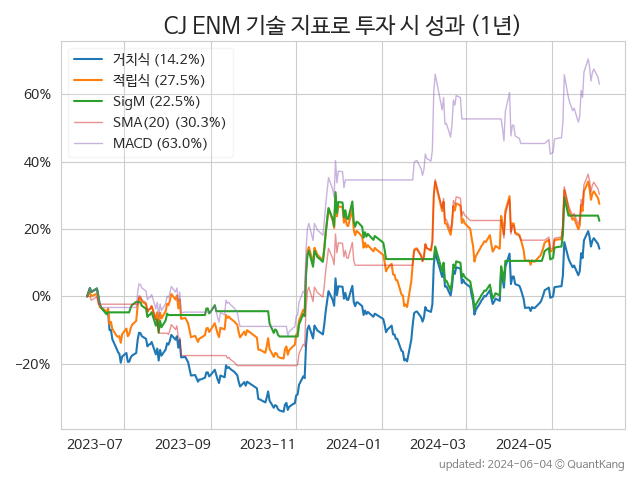 CJ ENM 기술 지표로 투자 시 성과 (1년)
거치식 (14.2%)
적립식 (27.5%)
SigM (22.5%)
SMA(20) (30.3%)
MACD (63.0%)
60%
40%
20%
0%
−20%
2023-07
2023-09
2023-11
2024-01
2024-03
2024-05
updated: 2024-06-04 © QuantKang